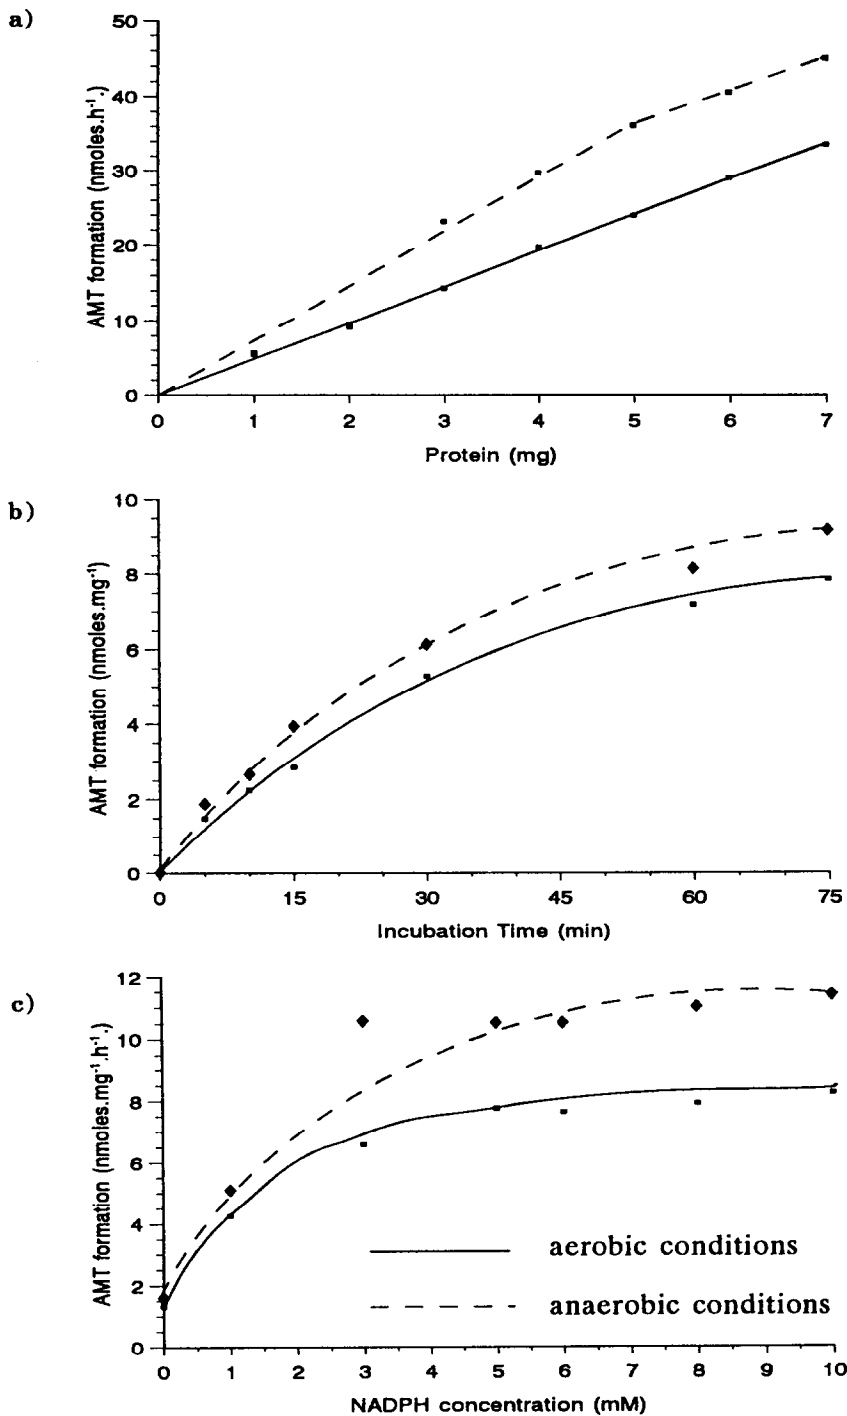 a)
50
40
30
20
10
0
AMT formation (nmoles.h⁻¹.)
0 1 2 3 4 5 6 7
Protein (mg)
b)
10
8
6
4
2
0
AMT formation (nmoles.mg⁻¹)
0 15 30 45 60 75
Incubation Time (min)
c)
12
10
8
6
4
2
0
AMT formation (nmoles.mg⁻¹.h⁻¹.)
aerobic conditions
anaerobic conditions
0 1 2 3 4 5 6 7 8 9 10
NADPH concentration (mM)